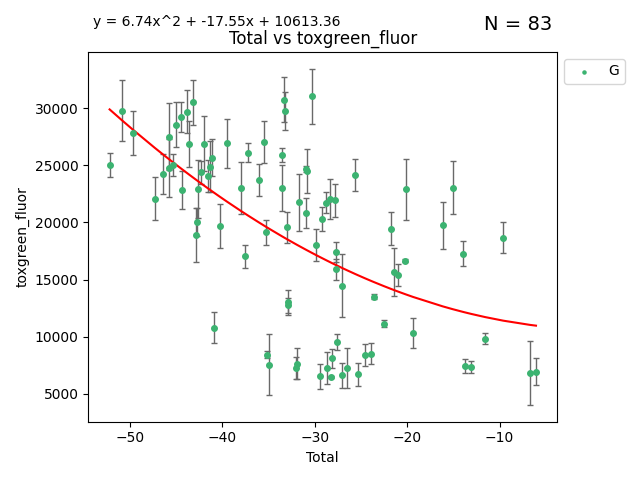 y = 6.74x^2 + -17.55x + 10613.36
N = 83
Total vs toxgreen_fluor
G
30000
25000
20000
15000
10000
5000
toxgreen_fluor
−50
−40
−30
−20
−10
Total